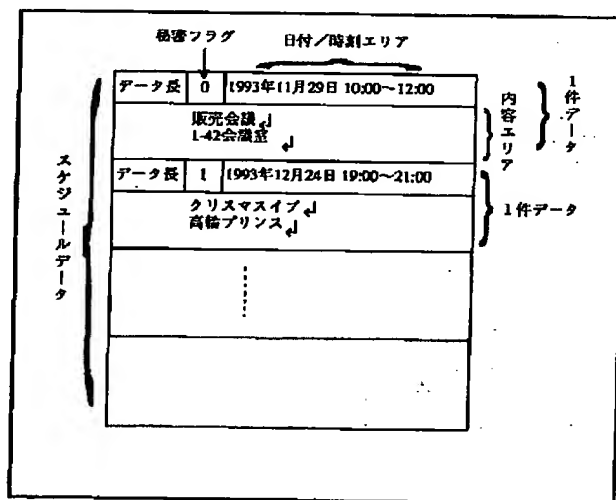 秘密フラグ
日付／時刻エリア
データ長 0 1993年11月29日 10:00～12:00
販売会議↲
1-42会議室↲
内容エリア
1件データ
データ長 1 1993年12月24日 19:00～21:00
クリスマスイブ↲
高輪プリンス↲
1件データ
スケジュールデータ